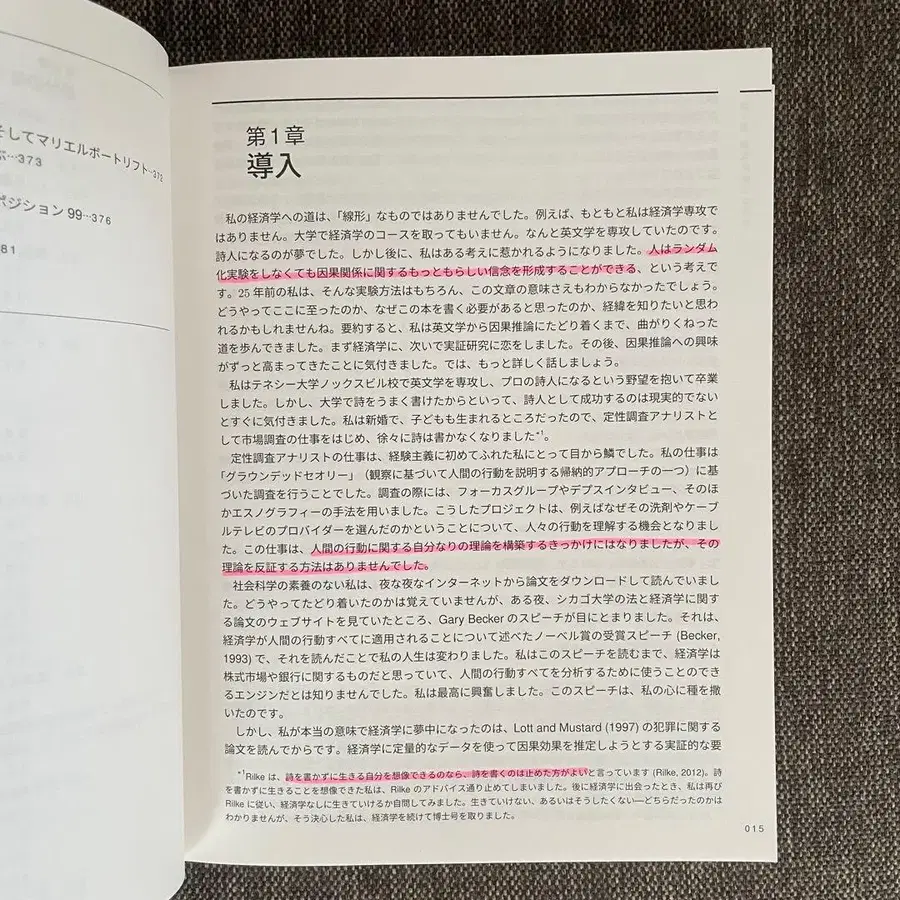 そしてマリエルボートリフト…372
ぶ…373
ポジション 99…376
81
第1章
導入
私の経済学への道は、「線形」なものではありませんでした。例えば、もともと私は経済学専攻で
はありません。大学で経済学のコースを取ってもいません。なんと英文学を専攻していたのです。
詩人になるのが夢でした。しかし後に、私はある考えに惹かれるようになりました。人はランダム
化実験をしなくても因果関係に関するもっともらしい信念を形成することができる、という考えで
す。25 年前の私は、そんな実験方法はもちろん、この文章の意味さえもわからなかったでしょう。
どうやってここに至ったのか、なぜこの本を書く必要があると思ったのか、経緯を知りたいと思わ
れるかもしれませんね。要約すると、私は英文学から因果推論にたどり着くまで、曲がりくねった
道を歩んできました。まず経済学に、次いで実証研究に恋をしました。その後、因果推論への興味
がずっと高まってきたことに気付きました。では、もっと詳しく話しましょう。
私はテネシー大学ノックスビル校で英文学を専攻し、プロの詩人になるという野望を抱いて卒業
しました。しかし、大学で詩をうまく書けたからといって、詩人として成功するのは現実的でない
とすぐに気付きました。私は新婚で、子どもも生まれるところだったので、定性調査アナリストと
して市場調査の仕事をはじめ、徐々に詩は書かなくなりました*1。
定性調査アナリストの仕事は、経験主義に初めてふれた私にとって目から鱗でした。私の仕事は
「グラウンデッドセオリー」（観察に基づいて人間の行動を説明する帰納的アプローチの一つ）に基
づいた調査を行うことでした。調査の際には、フォーカスグループやデプスインタビュー、そのほ
かエスノグラフィーの手法を用いました。こうしたプロジェクトは、例えばなぜその洗剤やケーブ
ルテレビのプロバイダーを選んだのかということについて、人々の行動を理解する機会となりまし
た。この仕事は、人間の行動に関する自分なりの理論を構築するきっかけにはなりましたが、その
理論を反証する方法はありませんでした。
社会科学の素養のない私は、夜な夜なインターネットから論文をダウンロードして読んでいまし
た。どうやってたどり着いたのかは覚えていませんが、ある夜、シカゴ大学の法と経済学に関す
る論文のウェブサイトを見ていたところ、Gary Becker のスピーチが目にとまりました。それは、
経済学が人間の行動すべてに適用されることについて述べたノーベル賞の受賞スピーチ (Becker,
1993) で、それを読んだことで私の人生は変わりました。私はこのスピーチを読むまで、経済学は
株式市場や銀行に関するものだと思っていて、人間の行動すべてを分析するために使うことのでき
るエンジンだとは知りませんでした。私は最高に興奮しました。このスピーチは、私の心に種を撒
いたのです。
しかし、私が本当の意味で経済学に夢中になったのは、Lott and Mustard (1997) の犯罪に関する
論文を読んでからです。経済学に定量的なデータを使って因果効果を推定しようとする実証的な要
*1Rilke は、詩を書かずに生きる自分を想像できるのなら、詩を書くのは止めた方がよいと言っています (Rilke, 2012)。詩
を書かずに生きることを想像できた私は、Rilke のアドバイス通り止めてしまいました。後に経済学に出会ったとき、私は再び
Rilke に従い、経済学なしに生きていけるか自問してみました。生きていけない、あるいはそうしたくない—どちらだったのかは
わかりませんが、そう決心した私は、経済学を続けて博士号を取りました。
015